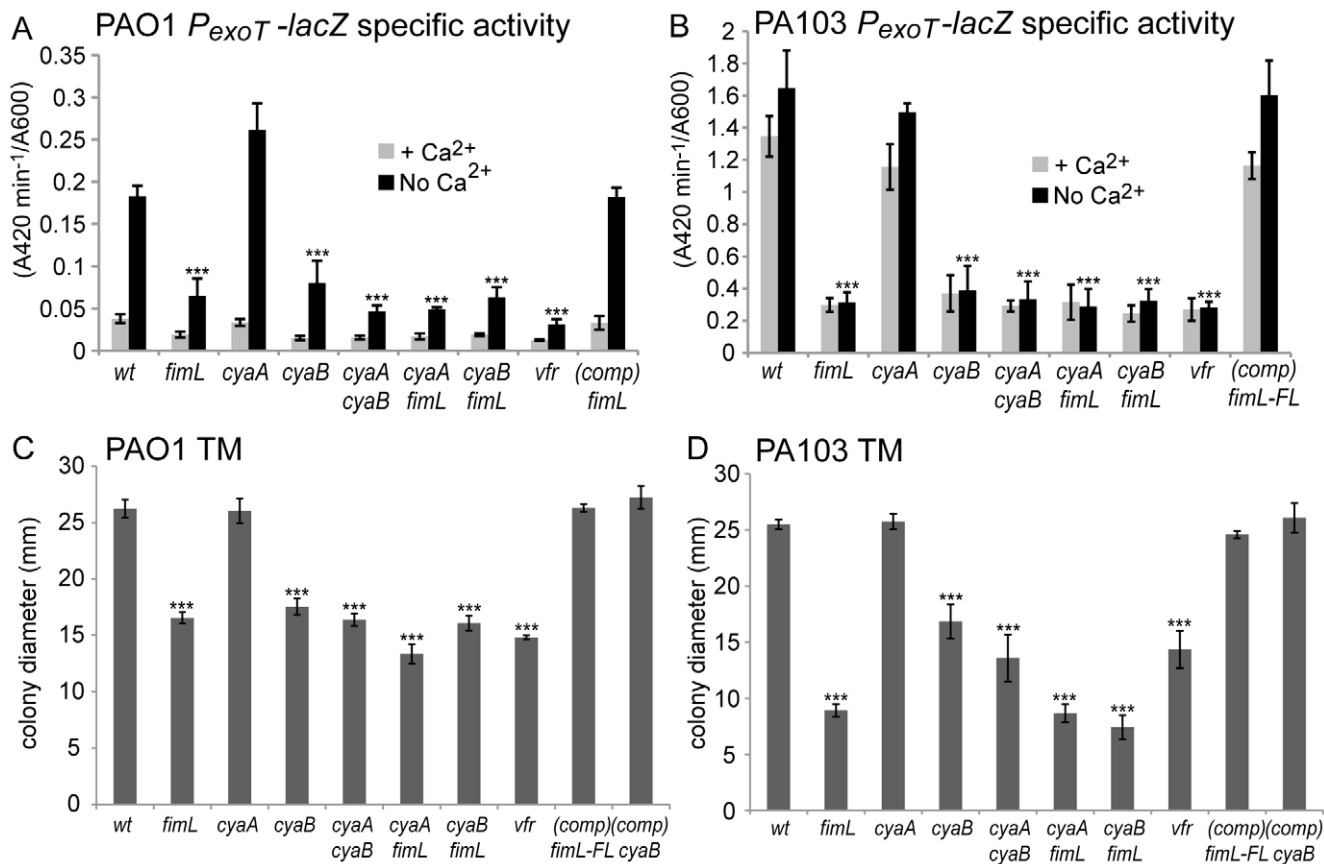 A PAO1 PexoT -lacZ specific activity
(A420 min-1/A600)
0.35
0.3
0.25
0.2
0.15
0.1
0.05
0
+ Ca2+
No Ca2+
***
***
***
***
***
***
wt fimL cyaA cyaB cyaA cyaA cyaB vfr (comp)
cyaB fimL fimL fimL
B PA103 PexoT-lacZ specific activity
(A420 min-1/A600)
2
1.8
1.6
1.4
1.2
1
0.8
0.6
0.4
0.2
0
+ Ca2+
No Ca2+
***
***
***
***
***
***
wt fimL cyaA cyaB cyaA cyaA cyaB vfr (comp)
cyaB fimL fimL fimL-FL
C PAO1 TM
colony diameter (mm)
30
25
20
15
10
5
0
***
***
***
***
***
***
wt fimL cyaA cyaB cyaA cyaA cyaB vfr (comp)(comp)
cyaB fimL fimL fimL-FL cyaB
D PA103 TM
colony diameter (mm)
30
25
20
15
10
5
0
***
***
***
***
***
***
wt fimL cyaA cyaB cyaA cyaA cyaB vfr (comp)(comp)
cyaB fimL fimL fimL-FL cyaB